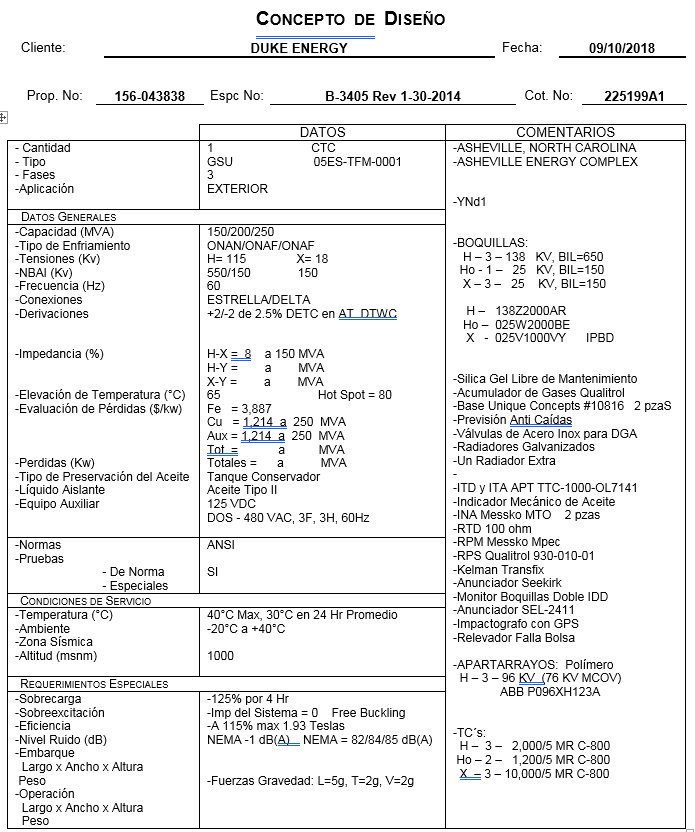 CONCEPTO DE DISEÑO
Cliente: DUKE ENERGY Fecha: 09/10/2018
Prop. No: 156-043838 Espc No: B-3405 Rev 1-30-2014 Cot. No: 225199A1
DATOS COMENTARIOS
- Cantidad 1 CTC -ASHEVILLE, NORTH CAROLINA
- Tipo GSU 05ES-TFM-0001 -ASHEVILLE ENERGY COMPLEX
- Fases 3
-Aplicación EXTERIOR
-YNd1
DATOS GENERALES
-Capacidad (MVA) 150/200/250
-Tipo de Enfriamiento ONAN/ONAF/ONAF -BOQUILLAS:
-Tensiones (Kv) H= 115 X= 18 H – 3 – 138 KV, BIL=650
-NBAI (Kv) 550/150 150 Ho - 1 – 25 KV, BIL=150
-Frecuencia (Hz) 60 X – 3 – 25 KV, BIL=150
-Conexiones ESTRELLA/DELTA
-Derivaciones +2/-2 de 2.5% DETC en AT DTWC H – 138Z2000AR
Ho – 025W2000BE
X - 025V1000VY IPBD
-Impedancia (%) H-X = 8 a 150 MVA
H-Y = a MVA
X-Y = a MVA -Silica Gel Libre de Mantenimiento
-Elevación de Temperatura (°C) 65 Hot Spot = 80 -Acumulador de Gases Qualitrol
-Evaluación de Pérdidas ($/kw) Fe = 3,887 -Base Unique Concepts #10816 2 pzaS
Cu = 1,214 a 250 MVA -Previsión Anti Caídas
Aux = 1,214 a 250 MVA -Válvulas de Acero Inox para DGA
Tot = a MVA -Radiadores Galvanizados
-Perdidas (Kw) Totales = a MVA -Un Radiador Extra
-Tipo de Preservación del Aceite Tanque Conservador -
-Líquido Aislante Aceite Tipo II -ITD y ITA APT TTC-1000-OL7141
-Equipo Auxiliar 125 VDC -Indicador Mecánico de Aceite
DOS - 480 VAC, 3F, 3H, 60Hz -INA Messko MTO 2 pzas
-RTD 100 ohm
-Normas ANSI -RPM Messko Mpec
-Pruebas -RPS Qualitrol 930-010-01
- De Norma SI -Kelman Transfix
- Especiales -Anunciador Seekirk
CONDICIONES DE SERVICIO -Monitor Boquillas Doble IDD
-Temperatura (°C) 40°C Max, 30°C en 24 Hr Promedio -Anunciador SEL-2411
-Ambiente -20°C a +40°C -Impactografo con GPS
-Zona Sísmica -Relevador Falla Bolsa
-Altitud (msnm) 1000
-APARTARRAYOS: Polímero
REQUERIMIENTOS ESPECIALES H – 3 – 96 KV (76 KV MCOV)
-Sobrecarga -125% por 4 Hr ABB P096XH123A
-Sobreexcitación -Imp del Sistema = 0 Free Buckling
-Eficiencia -A 115% max 1.93 Teslas
-Nivel Ruido (dB) NEMA -1 dB(A) NEMA = 82/84/85 dB(A) -TC´s:
-Embarque H – 3 – 2,000/5 MR C-800
Largo x Ancho x Altura Ho – 2 – 1,200/5 MR C-800
Peso -Fuerzas Gravedad: L=5g, T=2g, V=2g X – 3 – 10,000/5 MR C-800
-Operación
Largo x Ancho x Altura
Peso